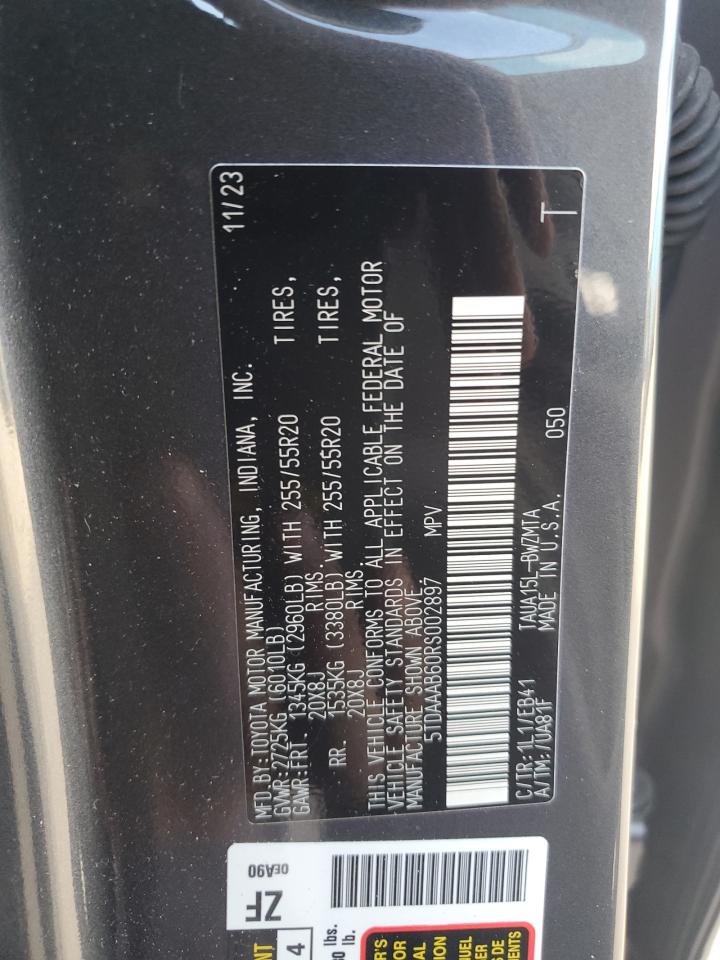 MFD.BY:TOYOTA MOTOR MANUFACTURING, INDIANA, INC. 11/23
GVWR:2723KG (6010LB)
GAWR:FRT. 1345KG (2960LB) WITH 255/55R20 TIRES,
20X8J RIMS.
RR. 1535KG (3380LB) WITH 255/55R20 TIRES,
20X8J RIMS.
THIS VEHICLE CONFORMS TO ALL APPLICABLE FEDERAL MOTOR
VEHICLE SAFETY STANDARDS IN EFFECT ON THE DATE OF
MANUFACTURE SHOWN ABOVE.
5TDAAAB60RS002897 MPV
C/TR:1L1/EB41 TAUA15L-BWZMTA
A/TM:-/UA81F MADE IN U.S.A. 050 T
0EA90
ZF
4
lbs.
lb.